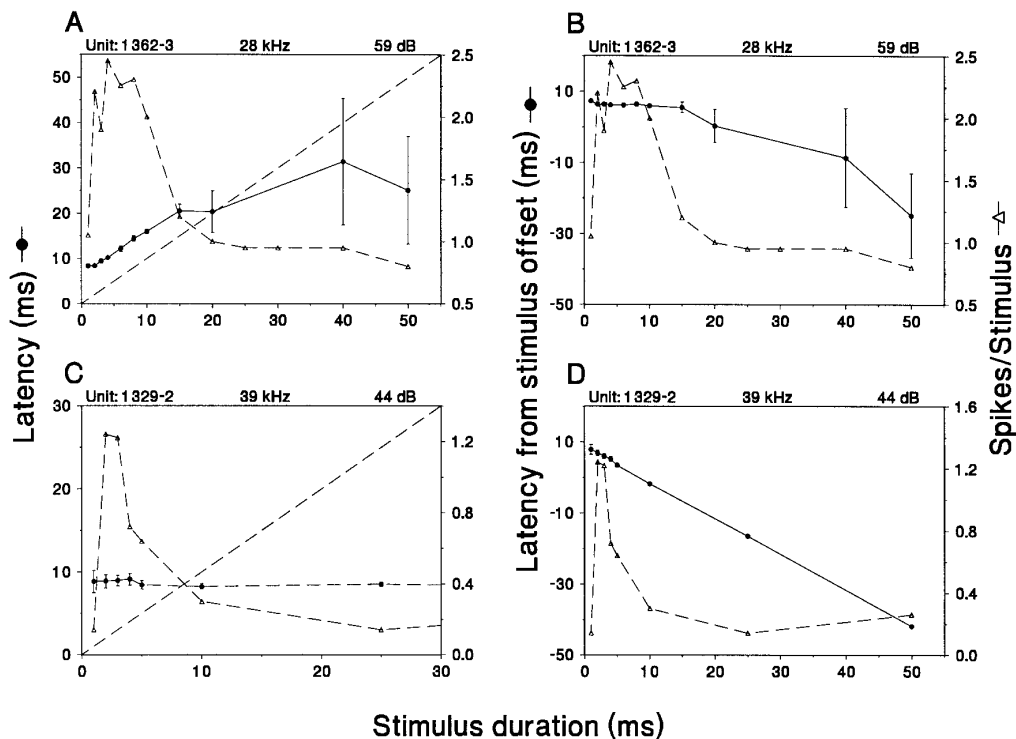 A
Unit: 1362-3 28 kHz 59 dB
50
40
30
20
10
0
2.5
2.0
1.5
1.0
0.5
0 10 20 30 40 50
B
Unit: 1362-3 28 kHz 59 dB
10
-10
-30
-50
2.5
2.0
1.5
1.0
0.5
0 10 20 30 40 50
C
Unit: 1329-2 39 kHz 44 dB
30
20
10
0
1.2
0.8
0.4
0.0
0 10 20 30
D
Unit: 1329-2 39 kHz 44 dB
10
-10
-30
-50
1.6
1.2
0.8
0.4
0.0
0 10 20 30 40 50
Latency (ms)
Latency from stimulus offset (ms)
Spikes/Stimulus
Stimulus duration (ms)